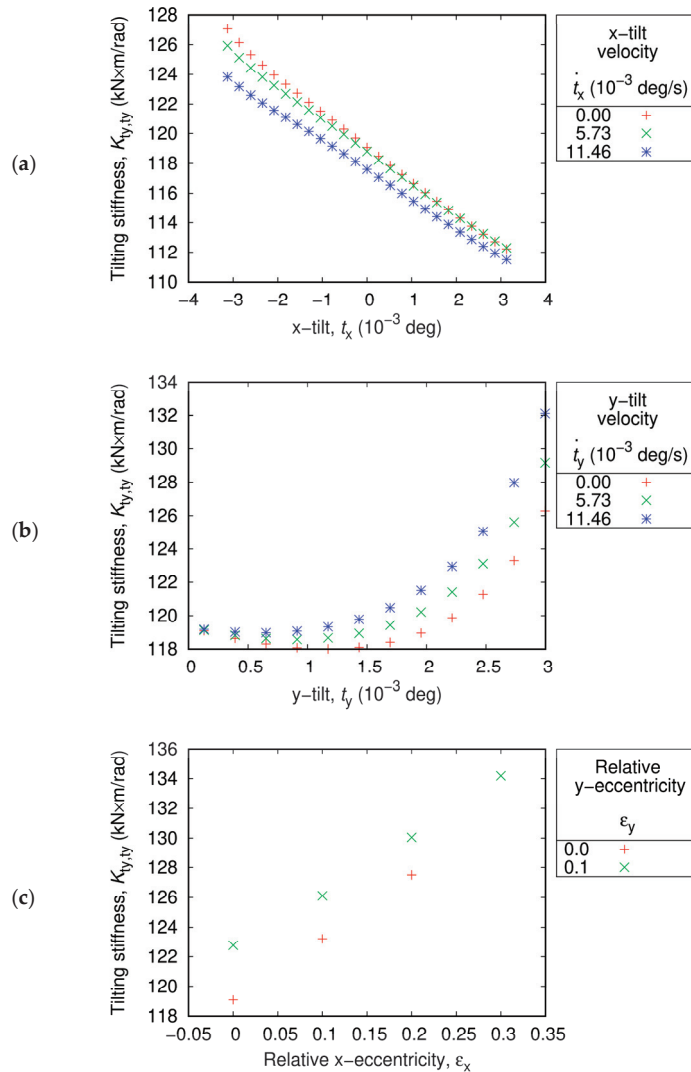 (a)
Tilting stiffness, Kty,ty (kN×m/rad)
128
126
124
122
120
118
116
114
112
110
−4 −3 −2 −1 0 1 2 3 4
x−tilt, tx (10−3 deg)
x−tilt
velocity
ṫx (10−3 deg/s)
0.00 +
5.73 ×
11.46 ✳
(b)
Tilting stiffness, Kty,ty (kN×m/rad)
134
132
130
128
126
124
122
120
118
0 0.5 1 1.5 2 2.5 3
y−tilt, ty (10−3 deg)
y−tilt
velocity
ṫy (10−3 deg/s)
0.00 +
5.73 ×
11.46 ✳
(c)
Tilting stiffness, Kty,ty (kN×m/rad)
136
134
132
130
128
126
124
122
120
118
−0.05 0 0.05 0.1 0.15 0.2 0.25 0.3 0.35
Relative x−eccentricity, εx
Relative
y−eccentricity
εy
0.0 +
0.1 ×